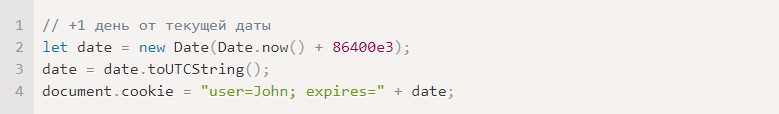 1 // +1 день от текущей даты
2 let date = new Date(Date.now() + 86400e3);
3 date = date.toUTCString();
4 document.cookie = "user=John; expires=" + date;